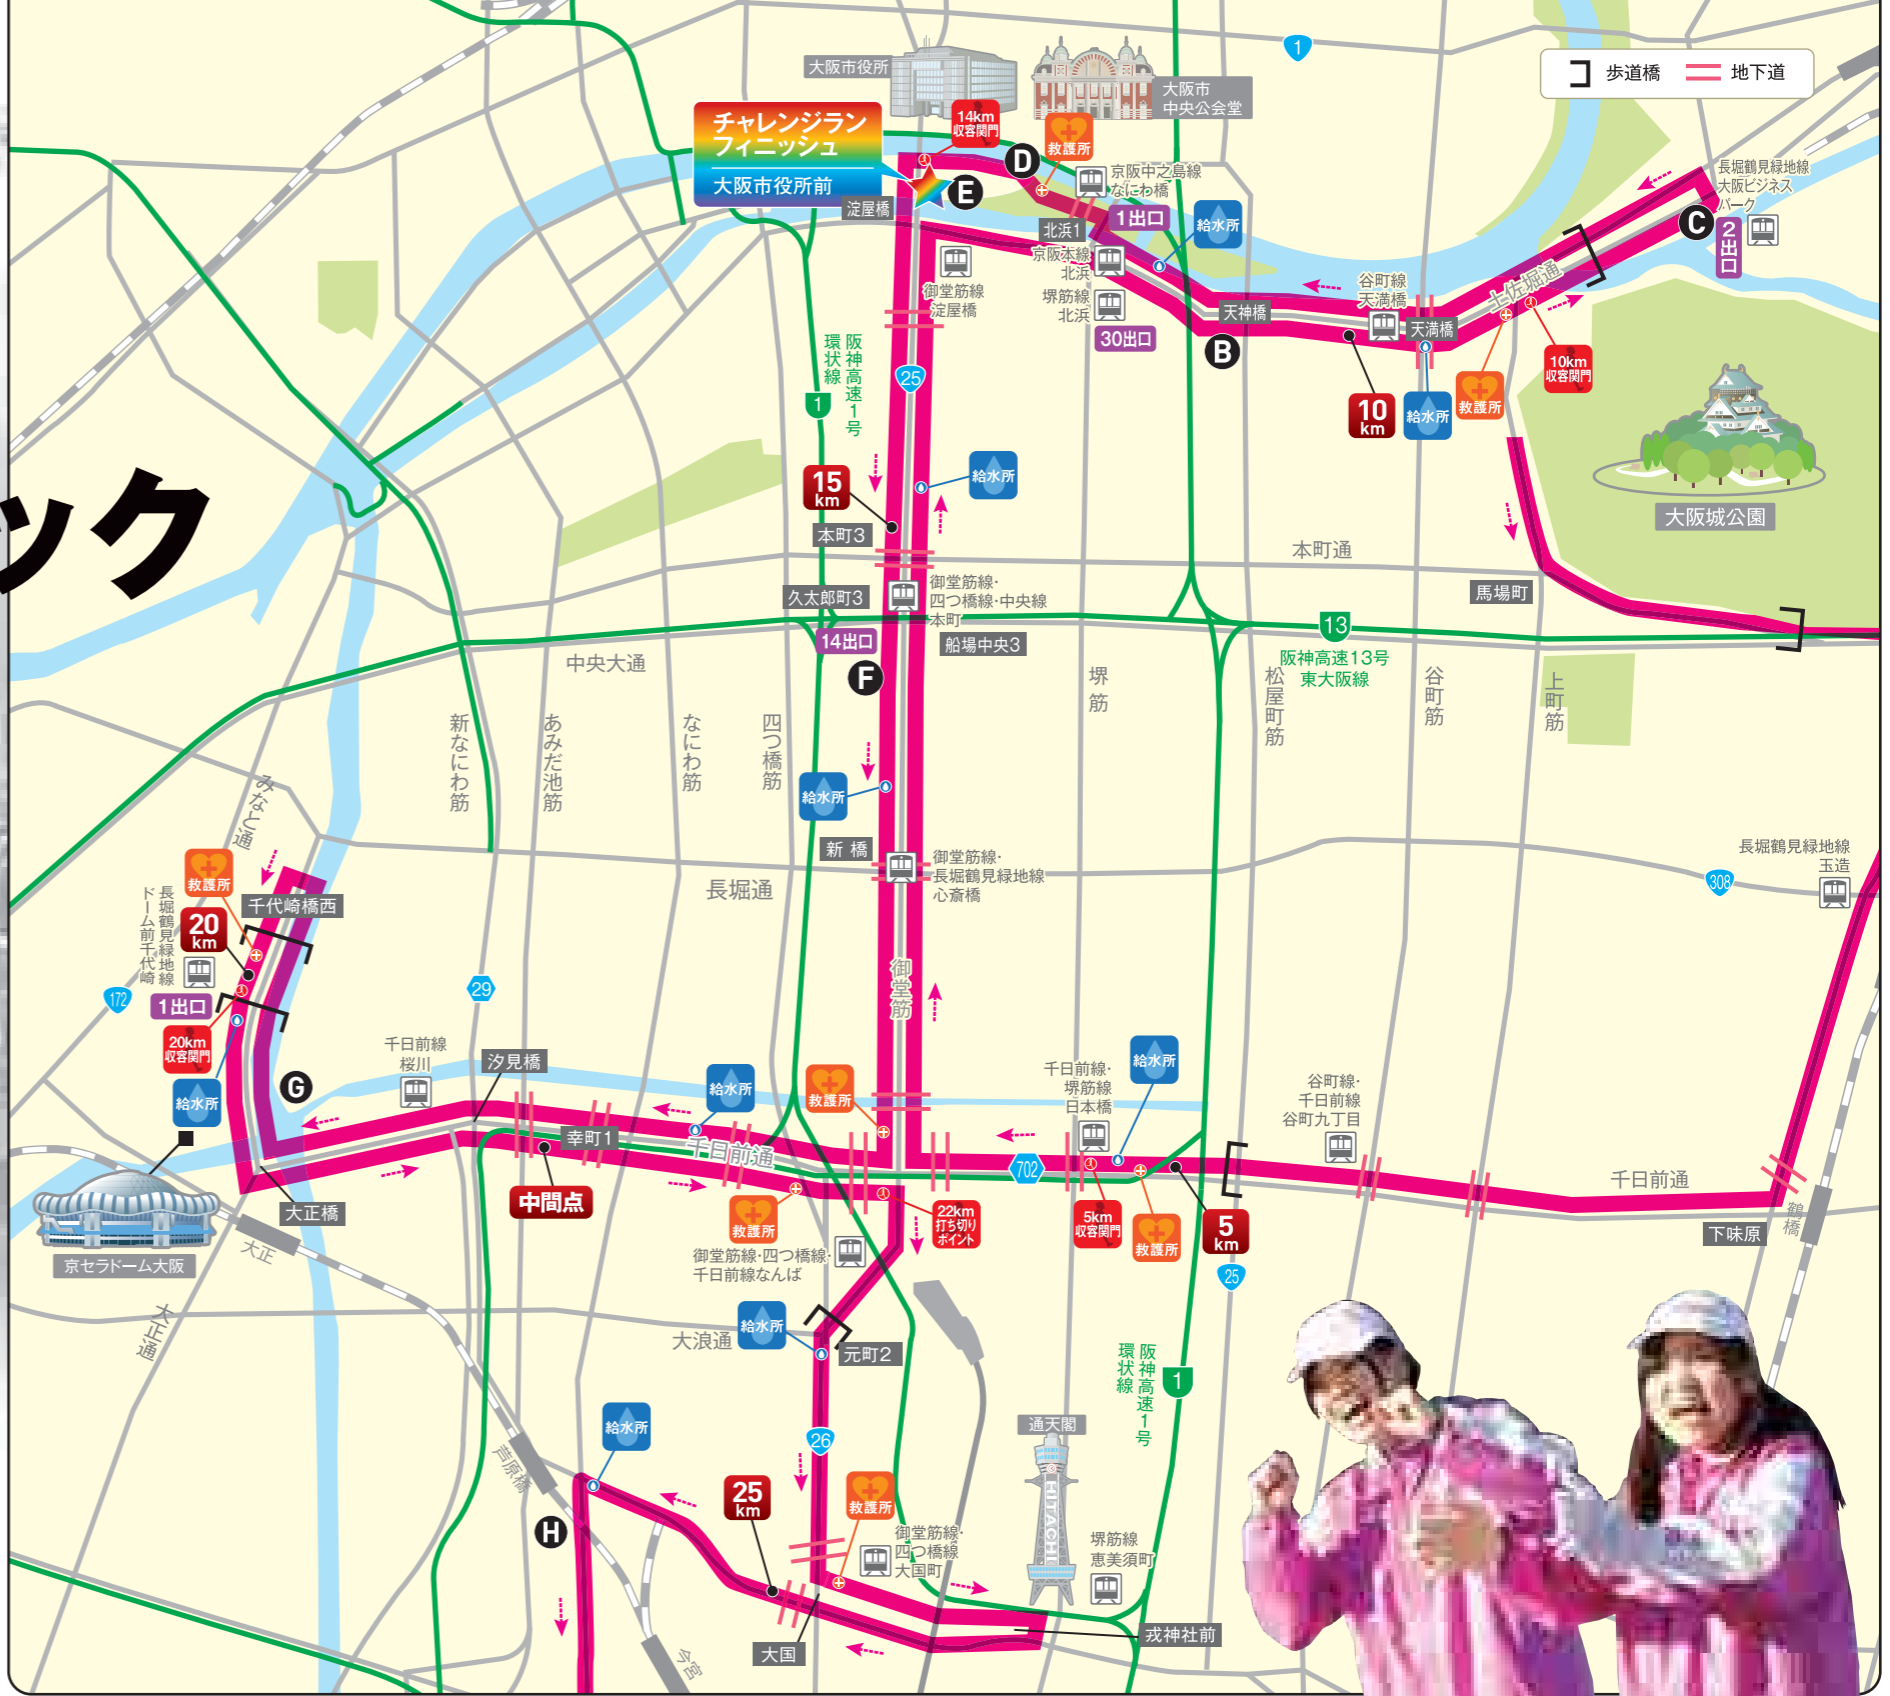 歩道橋
地下道
1
大阪市役所
大阪市
中央公会堂
チャレンジラン
フィニッシュ
大阪市役所前
14km
収容関門
救護所
D
E
淀屋橋
京阪中之島線
なにわ橋
1出口
給水所
北浜1
京阪本線
北浜
堺筋線
北浜
30出口
御堂筋線
淀屋橋
長堀鶴見緑地線
大阪ビジネス
パーク
C
2出口
土佐堀通
谷町線
天満橋
天満橋
天神橋
B
10
km
給水所
救護所
10km
収容関門
大阪城公園
阪神高速1号
環状線
1
25
15
km
給水所
本町3
本町通
馬場町
久太郎町3
御堂筋線・
四つ橋線・中央線
本町
14出口
船場中央3
13
阪神高速13号
東大阪線
ック
中央大通
F
新なにわ筋
あみだ池筋
なにわ筋
四つ橋筋
堺筋
松屋町筋
谷町筋
上町筋
みなと通
給水所
新橋
御堂筋線・
長堀鶴見緑地線
心斎橋
長堀通
長堀鶴見緑地線
玉造
308
救護所
千代崎橋西
20
km
長堀鶴見緑地線
ドーム前千代崎
1出口
172
20km
収容関門
給水所
G
29
御堂筋
千日前線
桜川
汐見橋
給水所
救護所
千日前線・
堺筋線
日本橋
給水所
谷町線・
千日前線
谷町九丁目
幸町1
千日前通
702
千日前通
中間点
救護所
22km
打ち切り
ポイント
5km
収容関門
救護所
5
km
25
下味原
鶴橋
京セラドーム大阪
大正橋
大正
大正通
御堂筋線・四つ橋線・
千日前線なんば
大浪通
給水所
元町2
阪神高速1号
環状線
1
26
通天閣
HITACHI
給水所
芦原橋
H
25
km
救護所
御堂筋線・
四つ橋線
大国町
堺筋線
恵美須町
大国
戎神社前
今宮